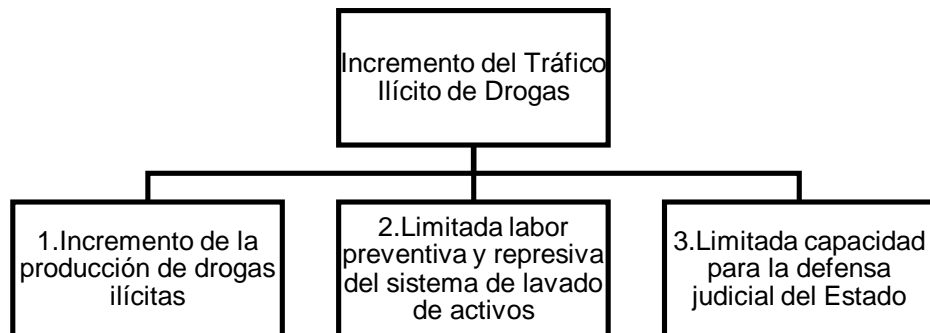 Incremento del Tráfico
Ilícito de Drogas
1.Incremento de la
producción de drogas
ilícitas
2.Limitada labor
preventiva y represiva
del sistema de lavado
de activos
3.Limitada capacidad
para la defensa
judicial del Estado